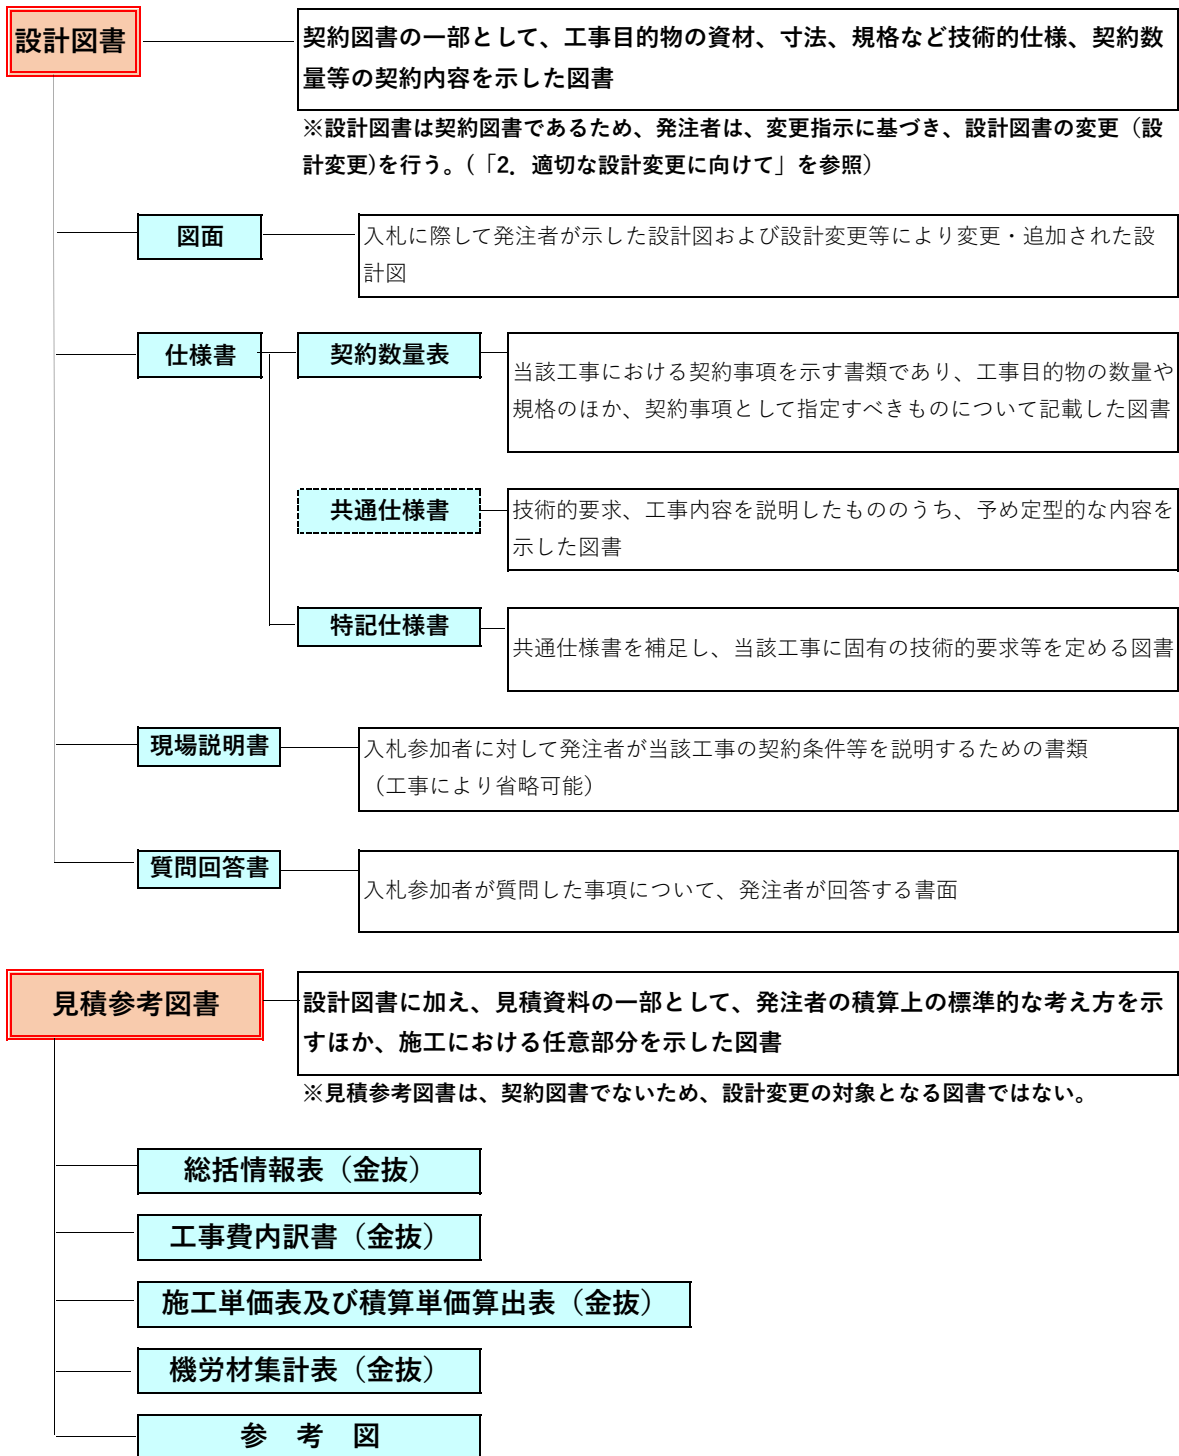 設計図書
契約図書の一部として、工事目的物の資材、寸法、規格など技術的仕様、契約数
量等の契約内容を示した図書
※設計図書は契約図書であるため、発注者は、変更指示に基づき、設計図書の変更（設
計変更)を行う。(「2．適切な設計変更に向けて」を参照）
図面
入札に際して発注者が示した設計図および設計変更等により変更・追加された設
計図
仕様書
契約数量表
当該工事における契約事項を示す書類であり、工事目的物の数量や
規格のほか、契約事項として指定すべきものについて記載した図書
共通仕様書
技術的要求、工事内容を説明したもののうち、予め定型的な内容を
示した図書
特記仕様書
共通仕様書を補足し、当該工事に固有の技術的要求等を定める図書
現場説明書
入札参加者に対して発注者が当該工事の契約条件等を説明するための書類
（工事により省略可能）
質問回答書
入札参加者が質問した事項について、発注者が回答する書面
見積参考図書
設計図書に加え、見積資料の一部として、発注者の積算上の標準的な考え方を示
すほか、施工における任意部分を示した図書
※見積参考図書は、契約図書でないため、設計変更の対象となる図書ではない。
総括情報表（金抜）
工事費内訳書（金抜）
施工単価表及び積算単価算出表（金抜）
機労材集計表（金抜）
参　考　図